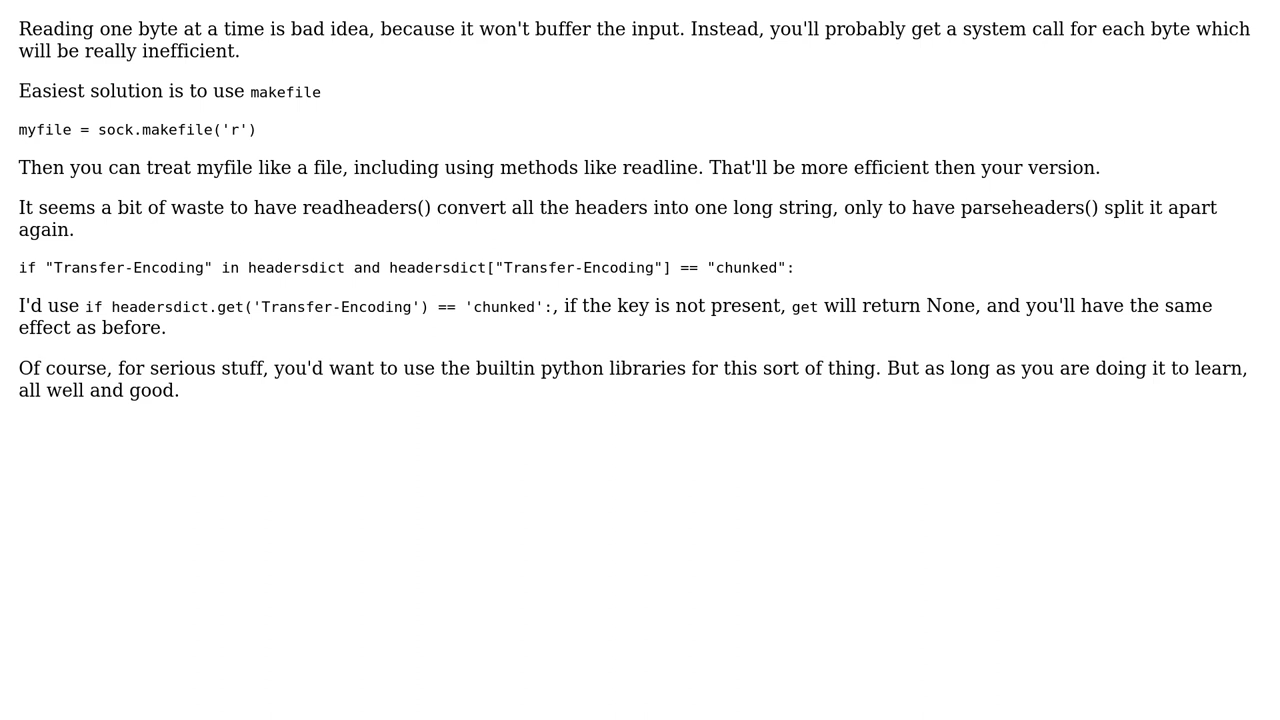 Reading one byte at a time is bad idea, because it won't buffer the input. Instead, you'll probably get a system call for each byte which
will be really inefficient.
Easiest solution is to use makefile
myfile = sock.makefile('r')
Then you can treat myfile like a file, including using methods like readline. That'll be more efficient then your version.
It seems a bit of waste to have readheaders() convert all the headers into one long string, only to have parseheaders() split it apart
again.
if "Transfer-Encoding" in headersdict and headersdict["Transfer-Encoding"] == "chunked":
I'd use if headersdict.get('Transfer-Encoding') == 'chunked':, if the key is not present, get will return None, and you'll have the same
effect as before.
Of course, for serious stuff, you'd want to use the builtin python libraries for this sort of thing. But as long as you are doing it to learn,
all well and good.